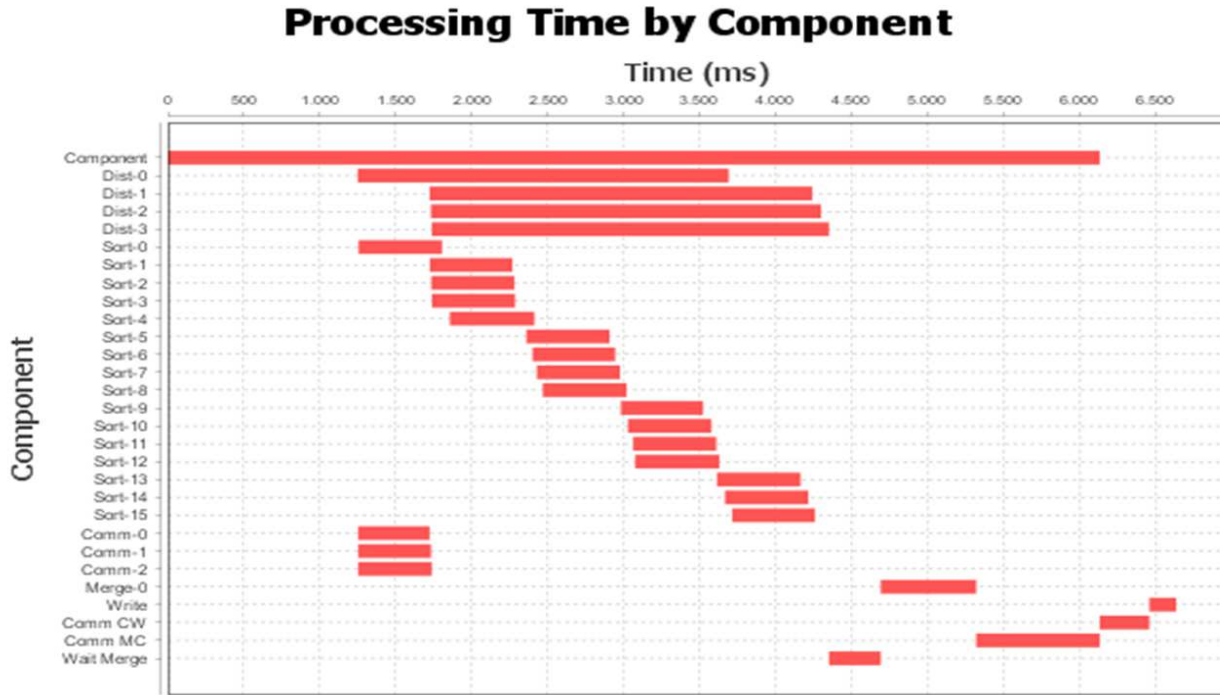 Processing Time by Component
Time (ms)
0 500 1.000 1.500 2.000 2.500 3.000 3.500 4.000 4.500 5.000 5.500 6.000 6.500
Component
Component
Dist-0
Dist-1
Dist-2
Dist-3
Sort-0
Sort-1
Sort-2
Sort-3
Sort-4
Sort-5
Sort-6
Sort-7
Sort-8
Sort-9
Sort-10
Sort-11
Sort-12
Sort-13
Sort-14
Sort-15
Comm-0
Comm-1
Comm-2
Merge-0
Write
Comm CW
Comm MC
Wait Merge